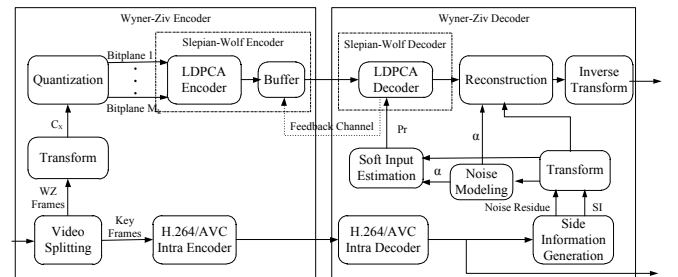 Wyner-Ziv Encoder
Wyner-Ziv Decoder
Slepian-Wolf Encoder
Slepian-Wolf Decoder
Bitplane 1
Quantization
LDPCA
Encoder
Buffer
LDPCA
Decoder
Reconstruction
Inverse
Transform
Bitplane Mk
Cx
Feedback Channel
Pr
α
Transform
Soft Input
Estimation
α
Noise
Modeling
Transform
WZ
Frames
Noise Residue
SI
Video
Splitting
Key
Frames
H.264/AVC
Intra Encoder
H.264/AVC
Intra Decoder
Side
Information
Generation